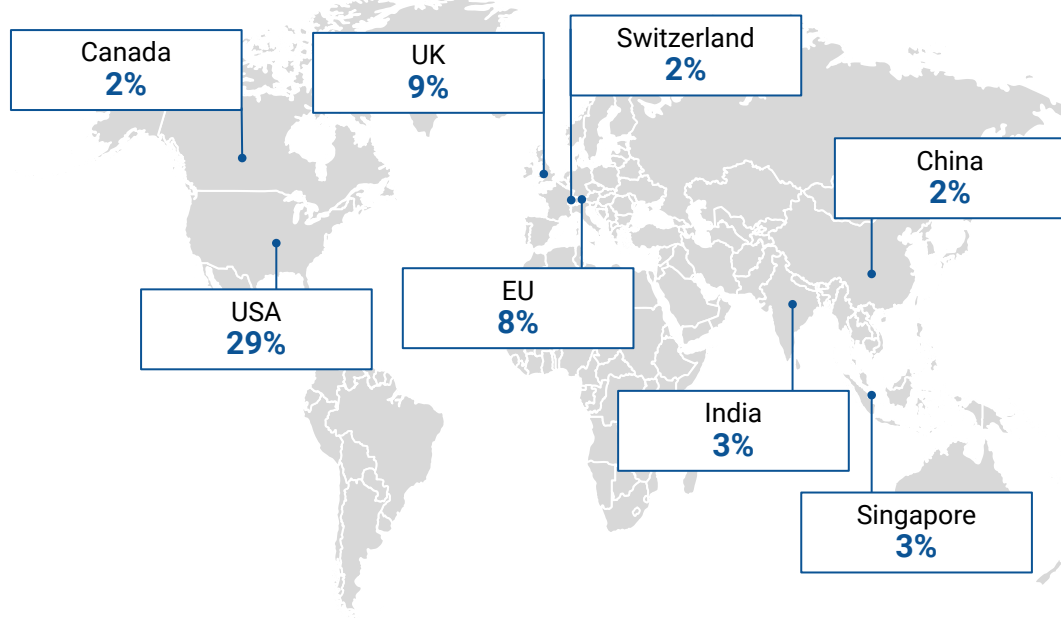 Canada
2%
UK
9%
Switzerland
2%
China
2%
USA
29%
EU
8%
India
3%
Singapore
3%